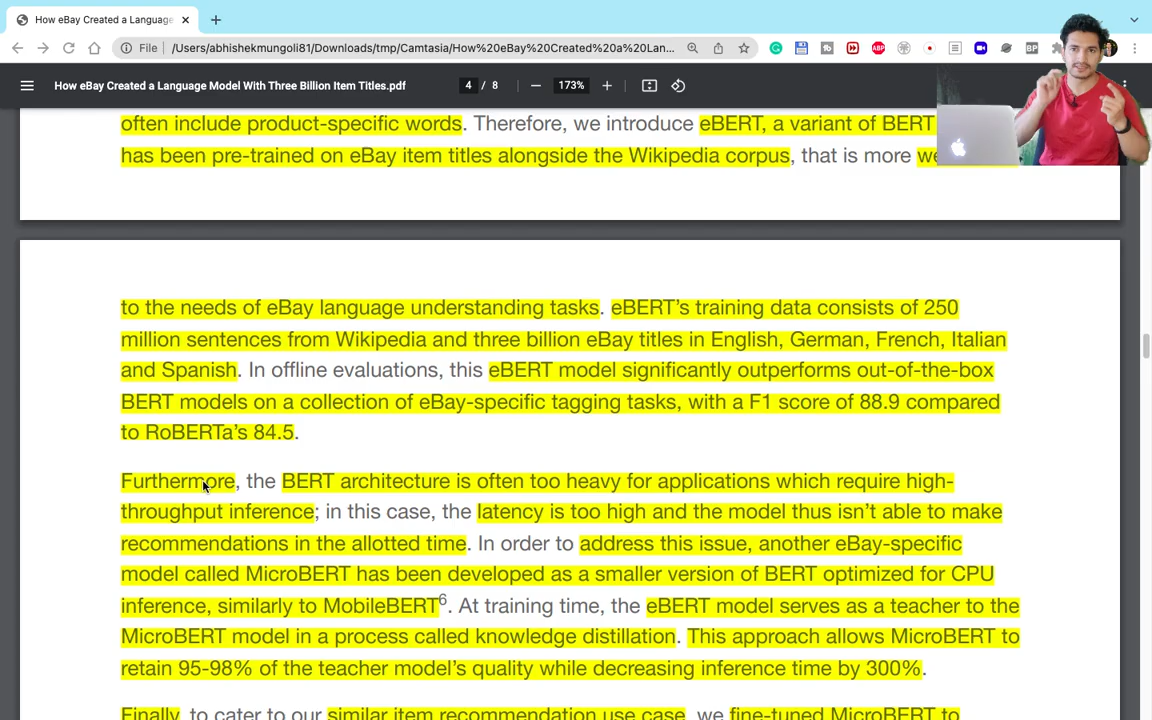 How eBay Created a Language
File
/Users/abhishekmungoli81/Downloads/tmp/Camtasia/How%20eBay%20Created%20a%20Lan...
ABP
BP
How eBay Created a Language Model With Three Billion Item Titles.pdf
4 / 8
173%
often include product-specific words. Therefore, we introduce eBERT, a variant of BERT
has been pre-trained on eBay item titles alongside the Wikipedia corpus, that is more
to the needs of eBay language understanding tasks. eBERT's training data consists of 250
million sentences from Wikipedia and three billion eBay titles in English, German, French, Italian
and Spanish. In offline evaluations, this eBERT model significantly outperforms out-of-the-box
BERT models on a collection of eBay-specific tagging tasks, with a F1 score of 88.9 compared
to RoBERTa's 84.5.
Furthermore, the BERT architecture is often too heavy for applications which require high-
throughput inference; in this case, the latency is too high and the model thus isn't able to make
recommendations in the allotted time. In order to address this issue, another eBay-specific
model called MicroBERT has been developed as a smaller version of BERT optimized for CPU
inference, similarly to MobileBERT6. At training time, the eBERT model serves as a teacher to the
MicroBERT model in a process called knowledge distillation. This approach allows MicroBERT to
retain 95-98% of the teacher model's quality while decreasing inference time by 300%.
Finally, to cater to our similar item recommendation use case, we fine-tuned MicroBERT to